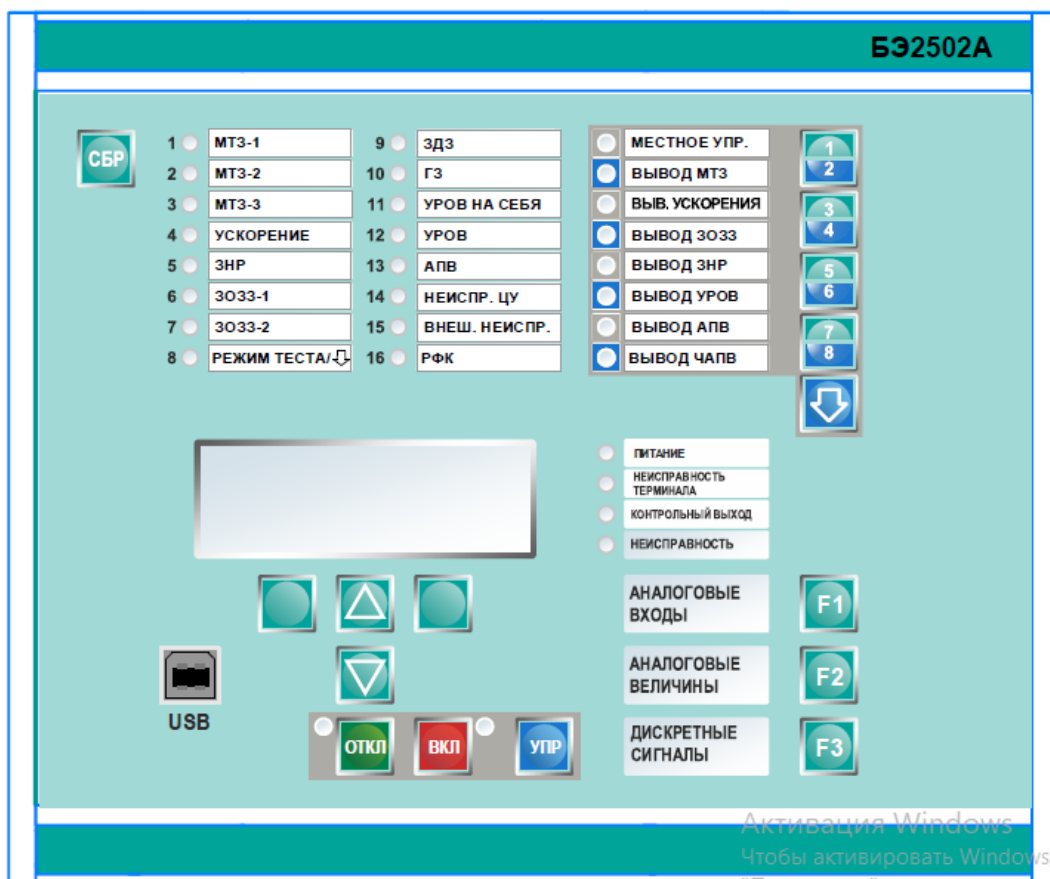 БЭ2502А
СБР
1 МТЗ-1
2 МТЗ-2
3 МТЗ-3
4 УСКОРЕНИЕ
5 ЗНР
6 ЗОЗЗ-1
7 ЗОЗЗ-2
8 РЕЖИМ ТЕСТА/
9 ЗДЗ
10 ГЗ
11 УРОВ НА СЕБЯ
12 УРОВ
13 АПВ
14 НЕИСПР. ЦУ
15 ВНЕШ. НЕИСПР.
16 РФК
МЕСТНОЕ УПР.
ВЫВОД МТЗ
ВЫВ. УСКОРЕНИЯ
ВЫВОД ЗОЗЗ
ВЫВОД ЗНР
ВЫВОД УРОВ
ВЫВОД АПВ
ВЫВОД ЧАПВ
1
2
3
4
5
6
7
8
ПИТАНИЕ
НЕИСПРАВНОСТЬ
ТЕРМИНАЛА
КОНТРОЛЬНЫЙ ВЫХОД
НЕИСПРАВНОСТЬ
АНАЛОГОВЫЕ
ВХОДЫ
F1
АНАЛОГОВЫЕ
ВЕЛИЧИНЫ
F2
ДИСКРЕТНЫЕ
СИГНАЛЫ
F3
USB
ОТКЛ
ВКЛ
УПР
Активация Windows
Чтобы активировать Windows